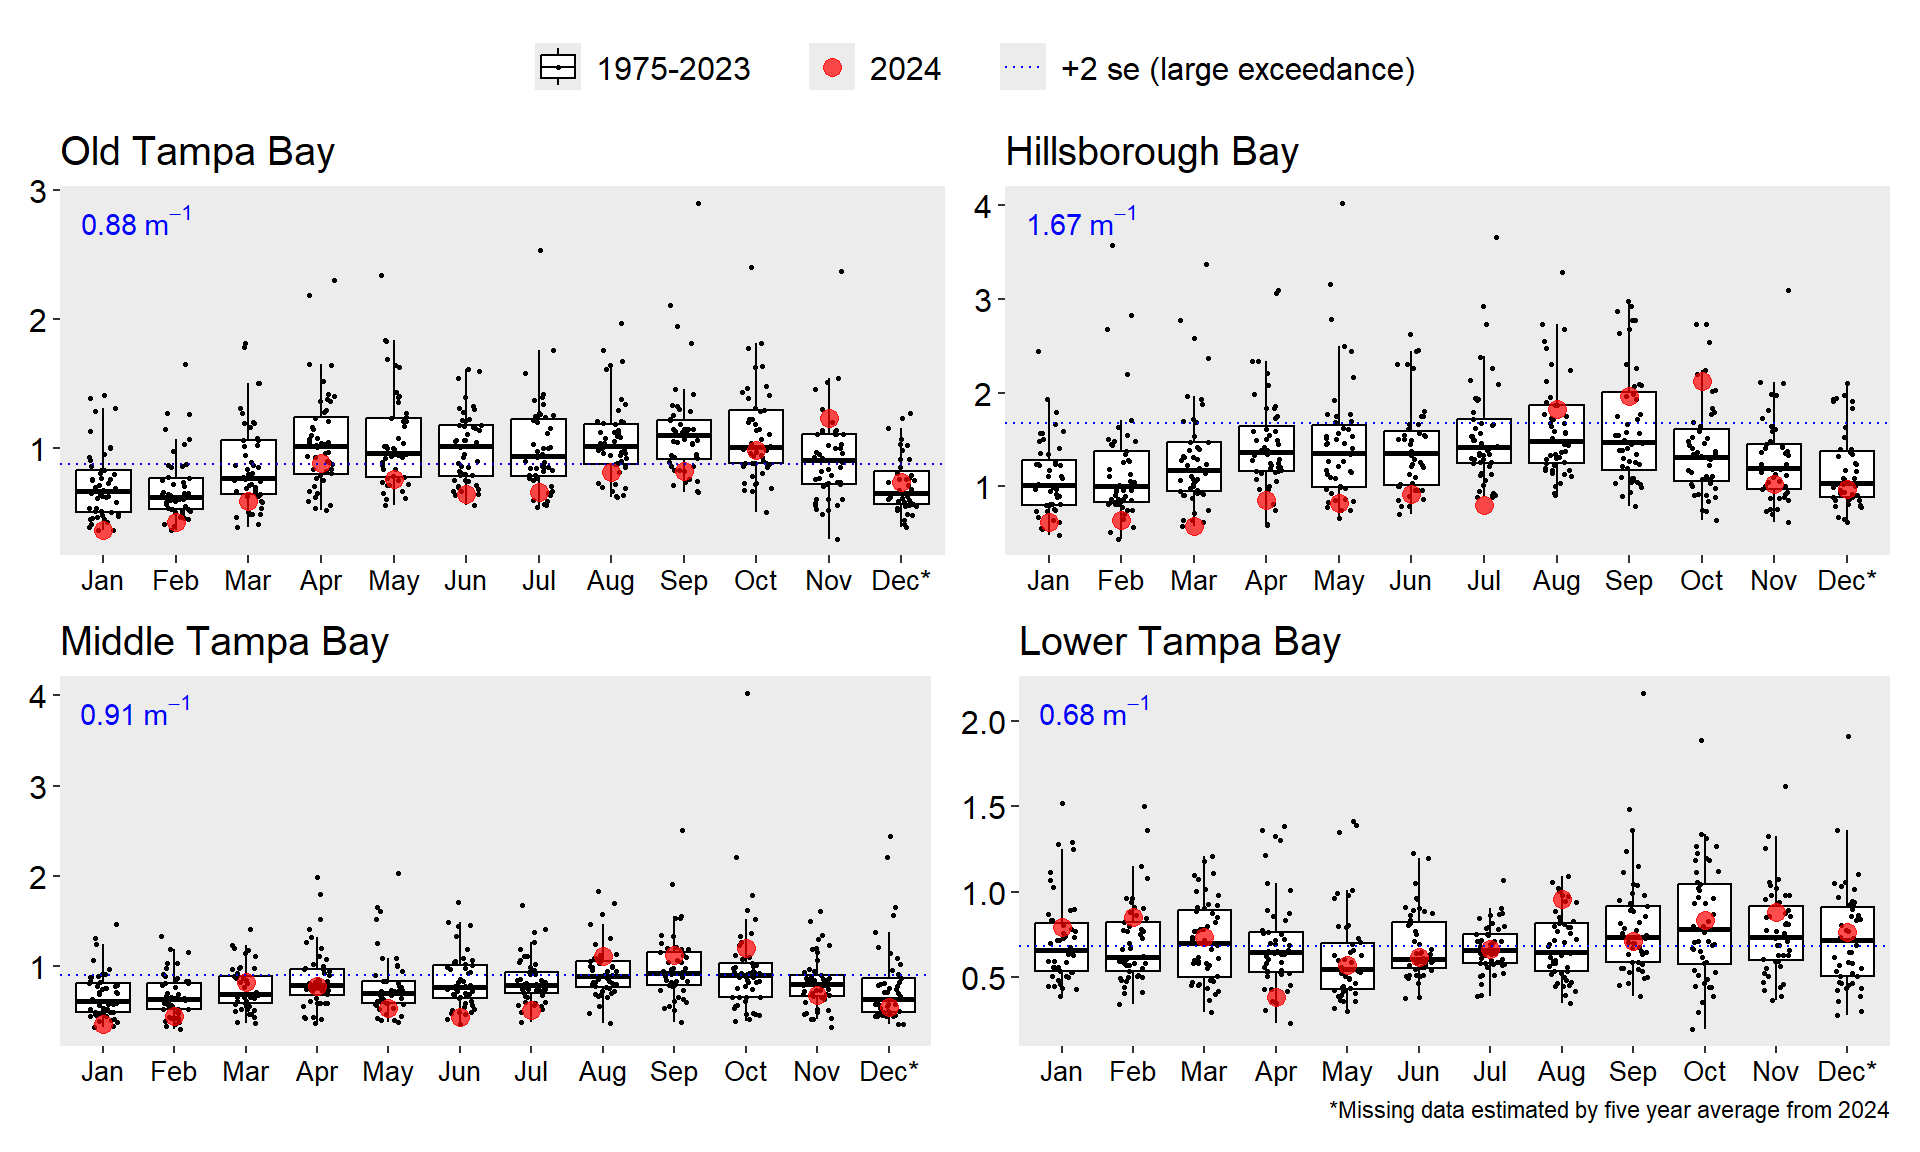 1975-2023 2024 +2 se (large exceedance)
Old Tampa Bay
3
2
1
0.88 m⁻¹
Jan Feb Mar Apr May Jun Jul Aug Sep Oct Nov Dec*
Hillsborough Bay
4
3
2
1
1.67 m⁻¹
Jan Feb Mar Apr May Jun Jul Aug Sep Oct Nov Dec*
Middle Tampa Bay
4
3
2
1
0.91 m⁻¹
Jan Feb Mar Apr May Jun Jul Aug Sep Oct Nov Dec*
Lower Tampa Bay
2.0
1.5
1.0
0.5
0.68 m⁻¹
Jan Feb Mar Apr May Jun Jul Aug Sep Oct Nov Dec*
*Missing data estimated by five year average from 2024